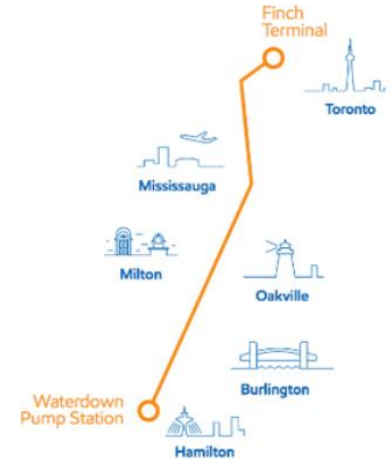 Finch
Terminal
Toronto
Mississauga
Milton
Oakville
Burlington
Waterdown
Pump Station
Hamilton